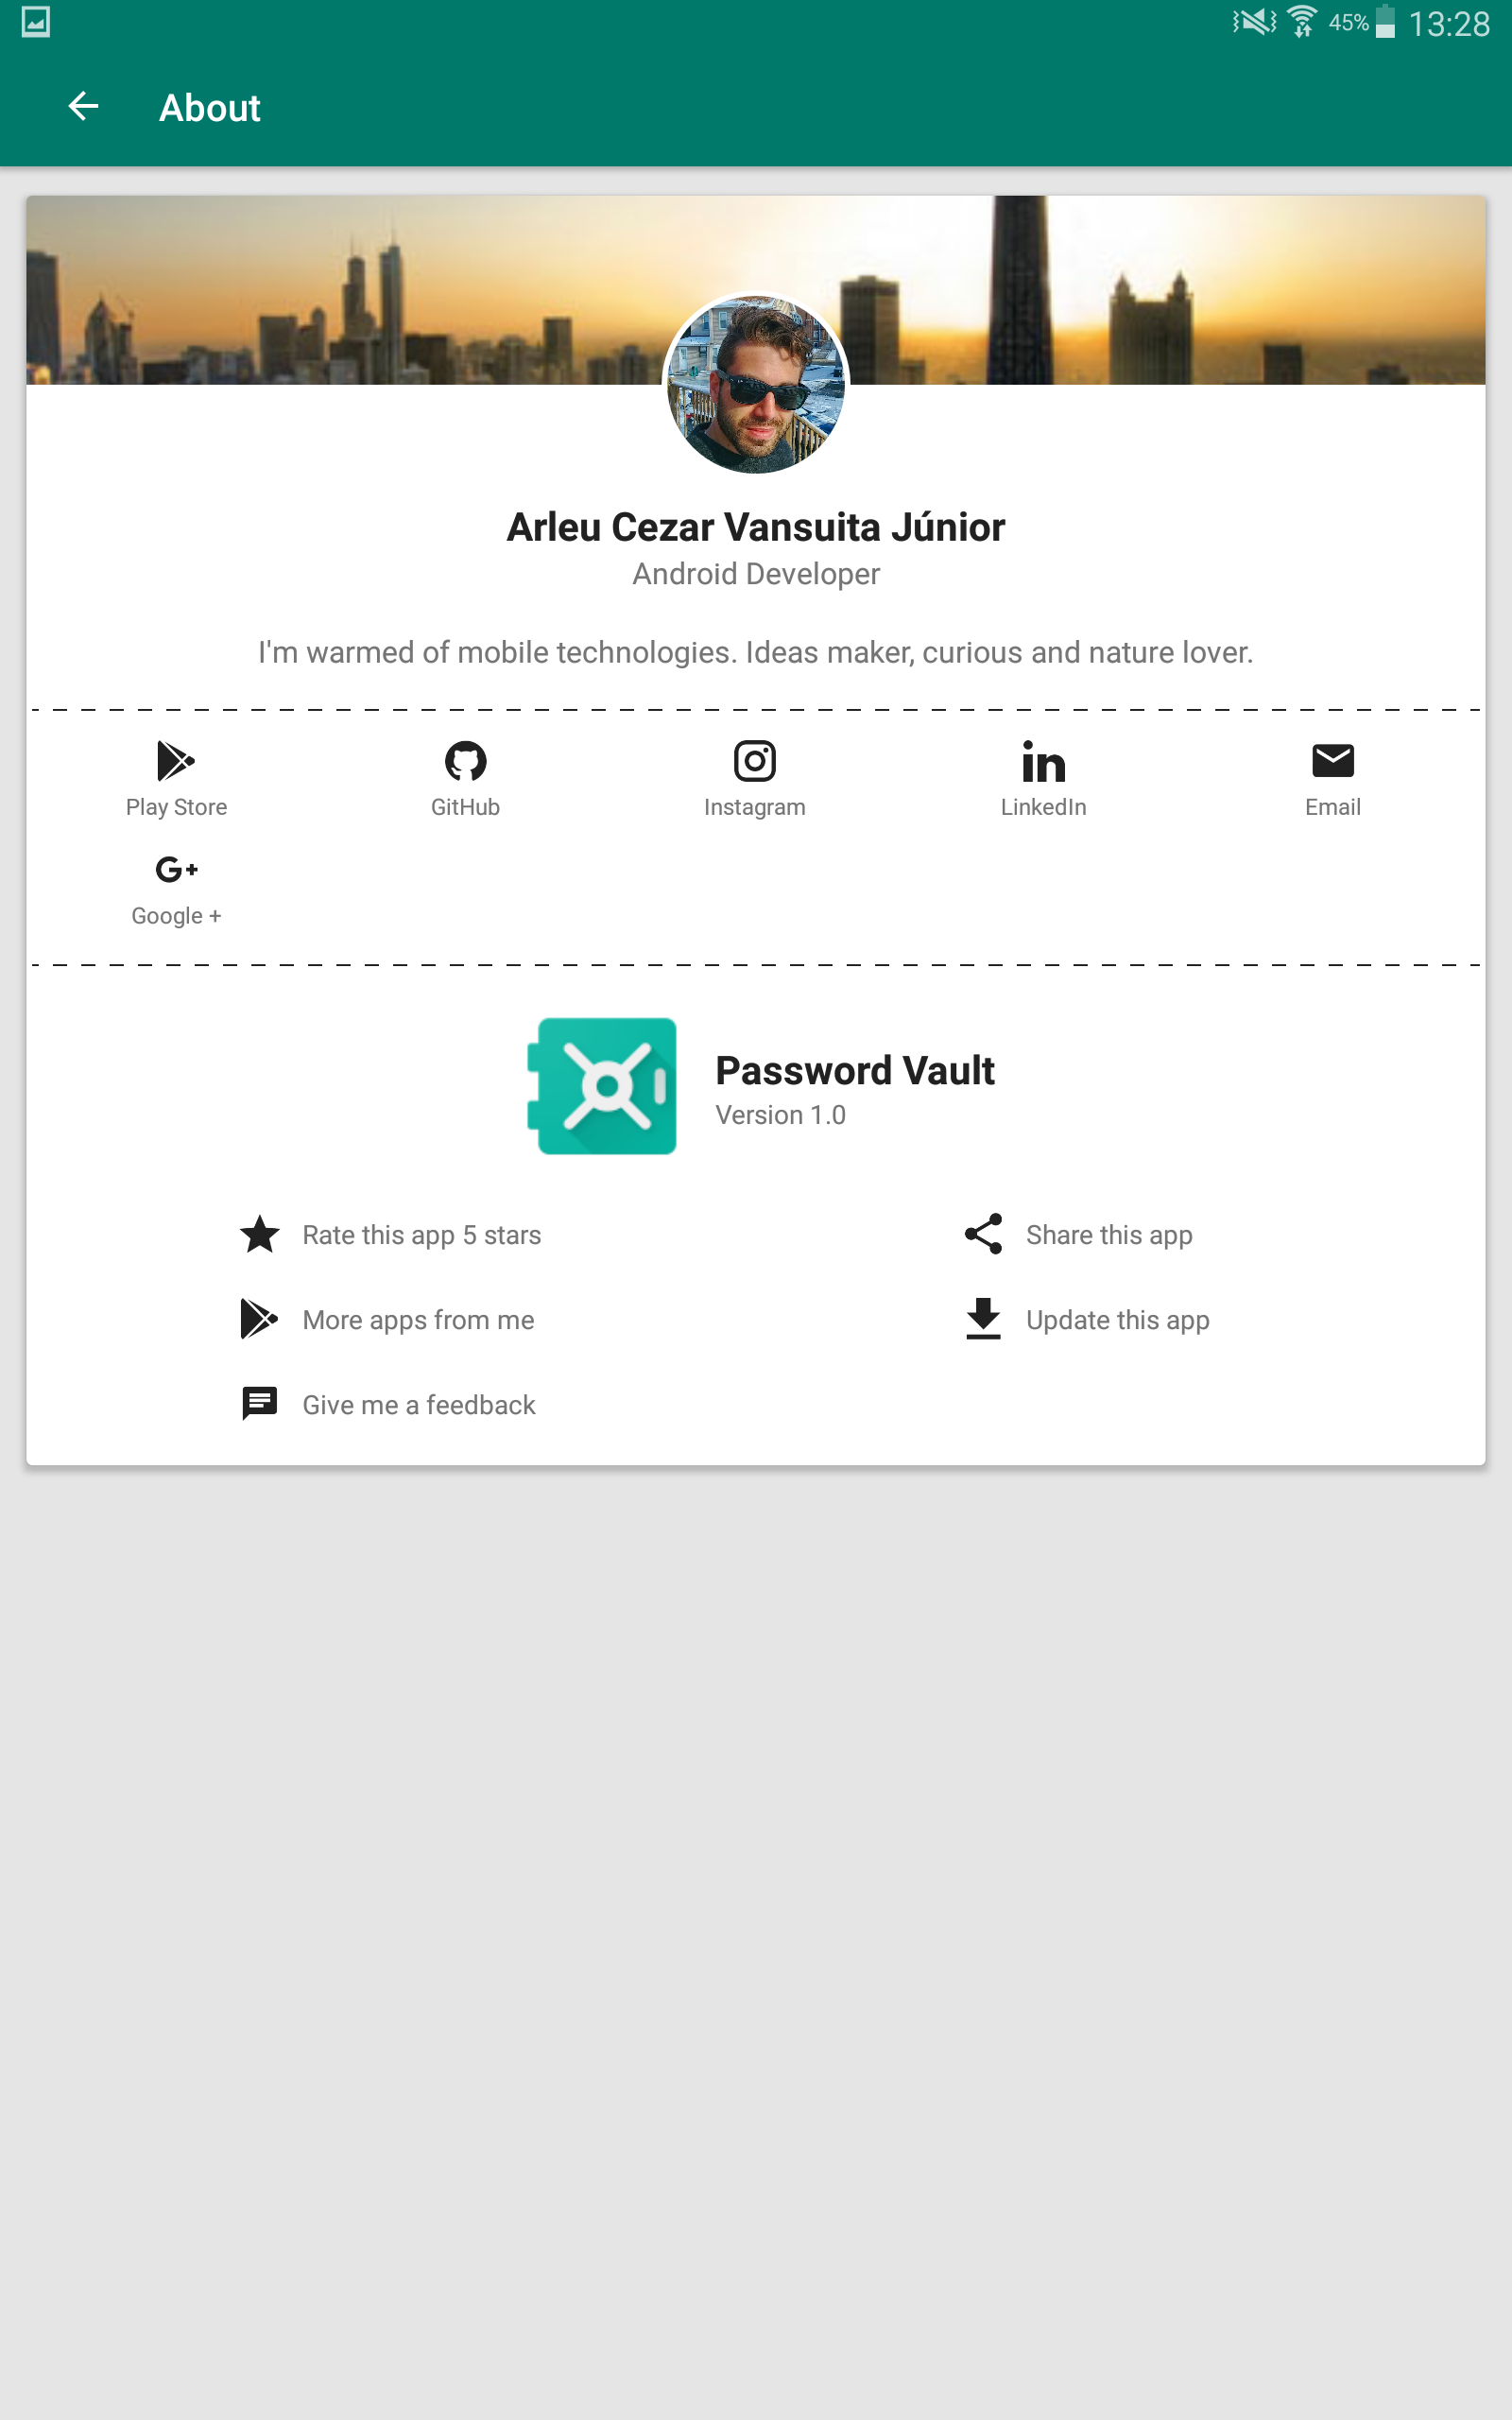 45% 13:28
About
Arleu Cezar Vansuita Júnior
Android Developer
I'm warmed of mobile technologies. Ideas maker, curious and nature lover.
Play Store GitHub Instagram LinkedIn Email
Google +
Password Vault
Version 1.0
Rate this app 5 stars Share this app
More apps from me Update this app
Give me a feedback